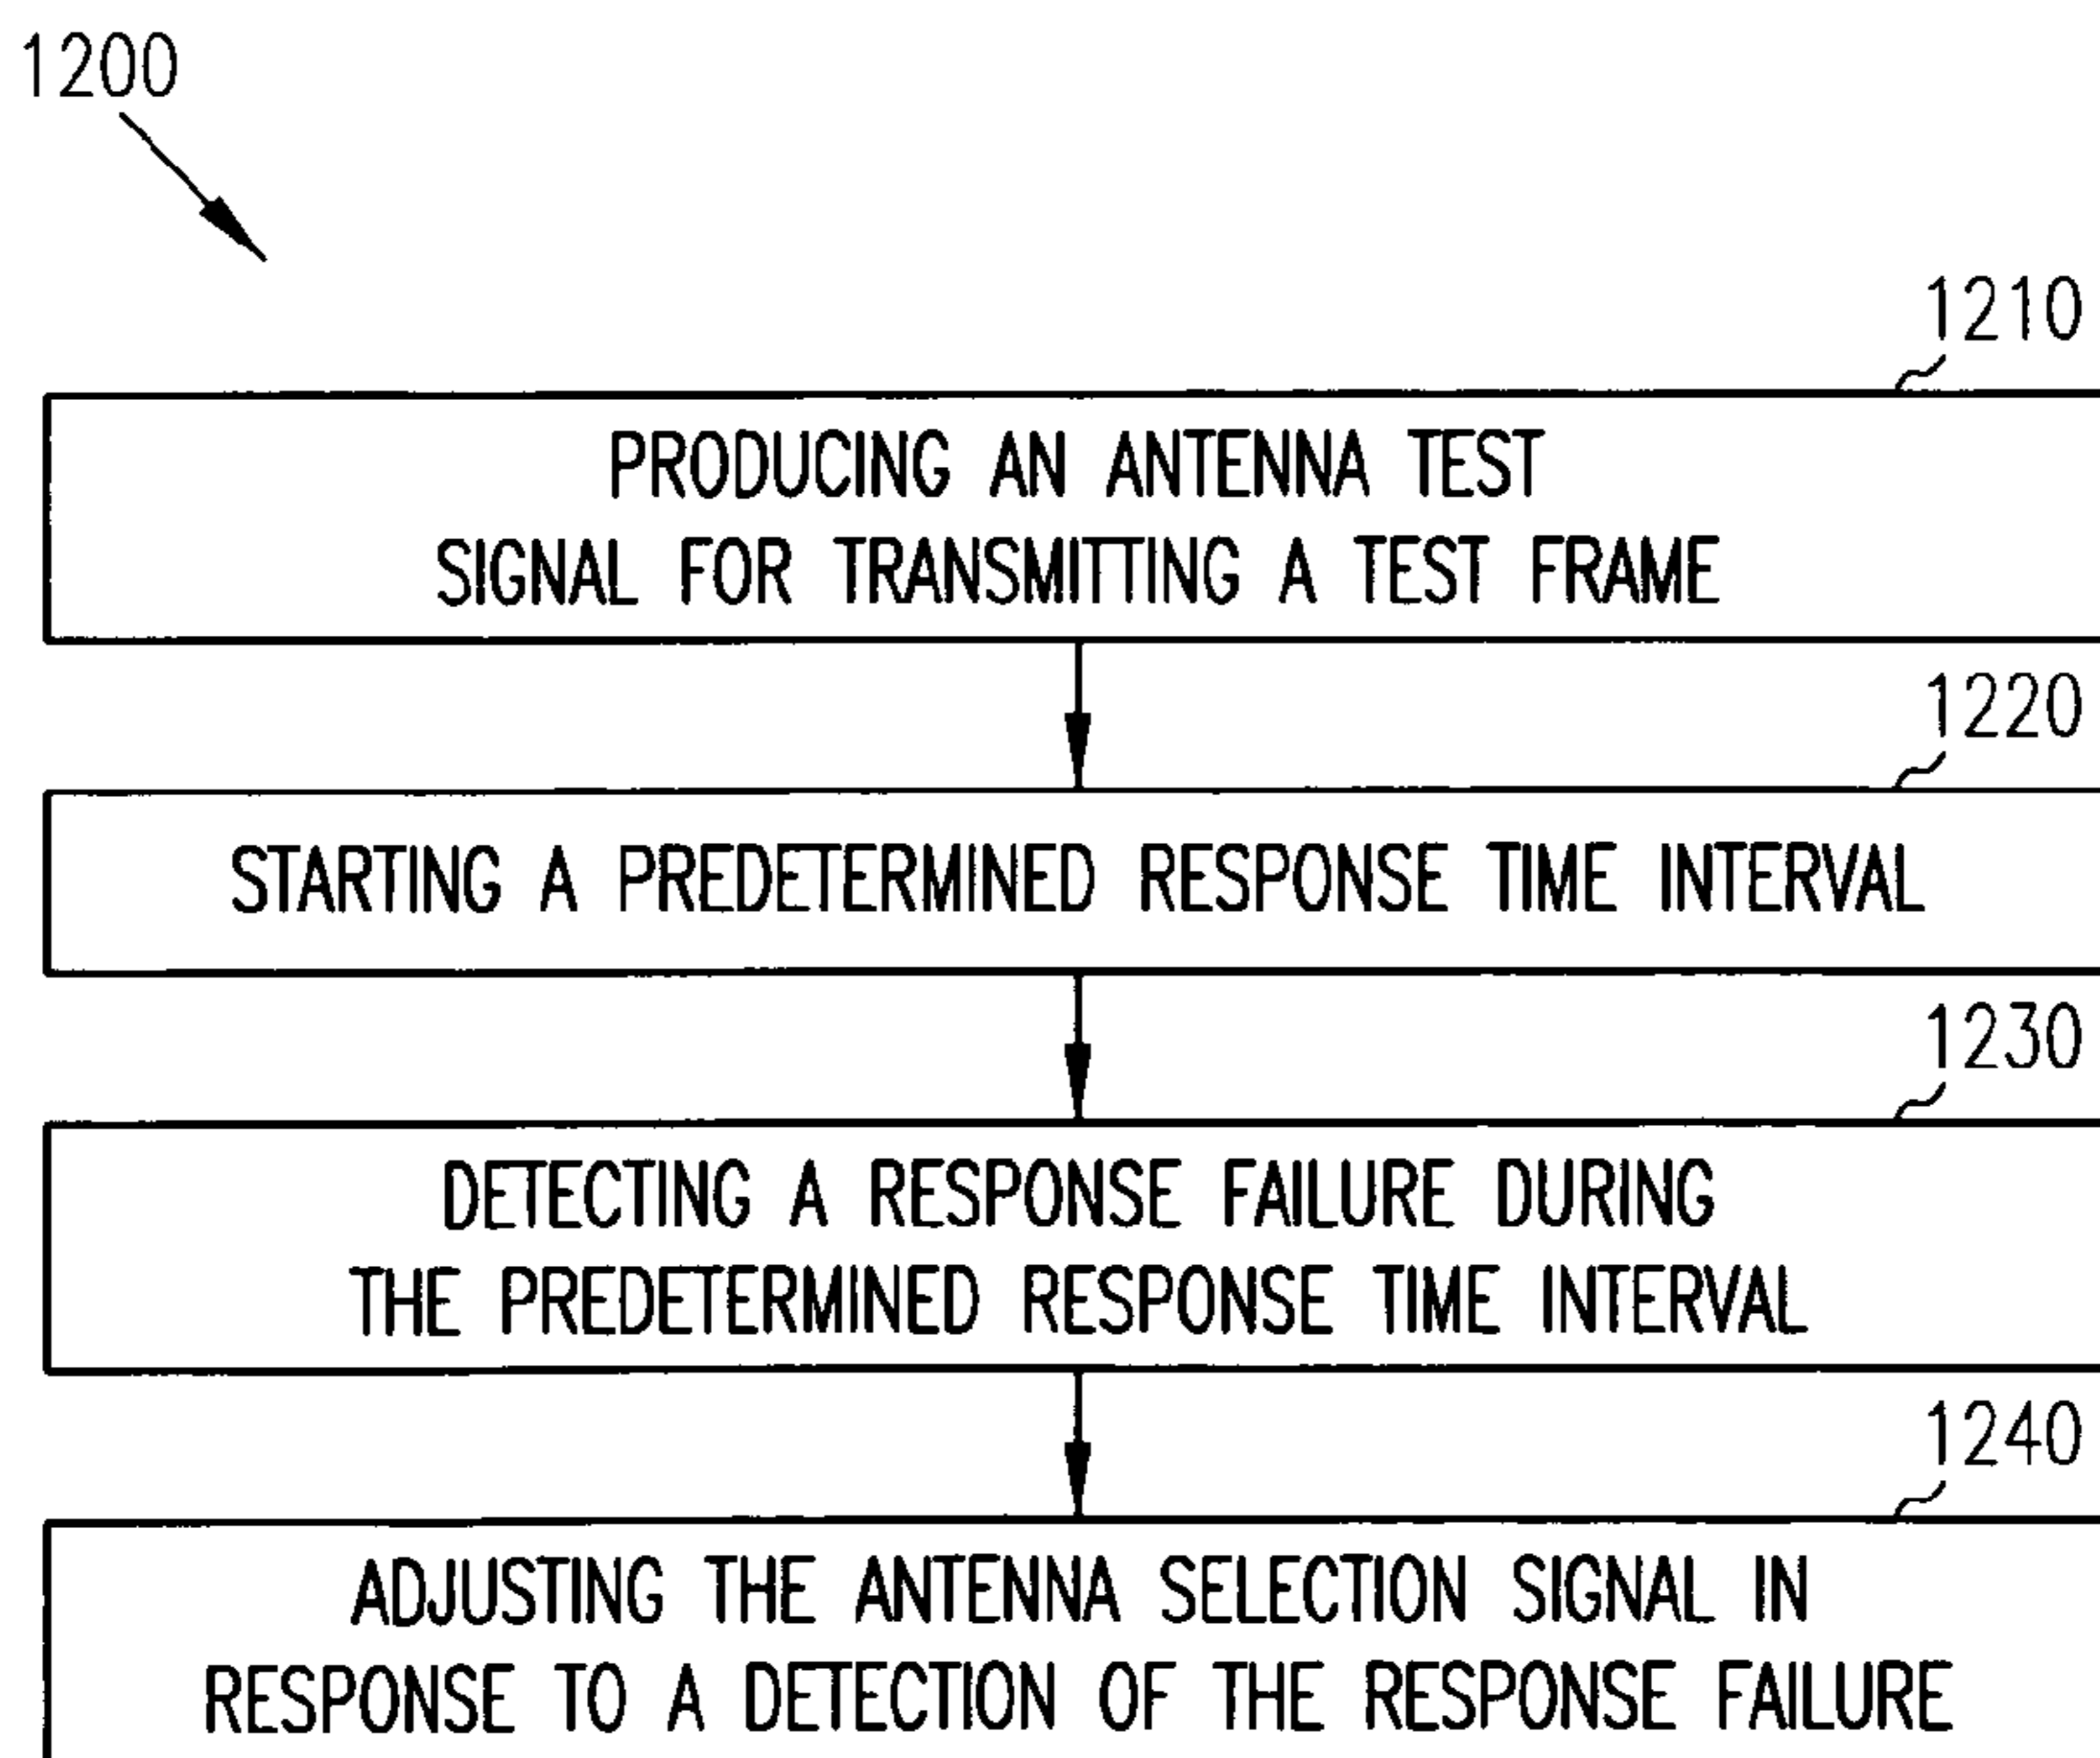 1200
1210
PRODUCING AN ANTENNA TEST
SIGNAL FOR TRANSMITTING A TEST FRAME
1220
STARTING A PREDETERMINED RESPONSE TIME INTERVAL
1230
DETECTING A RESPONSE FAILURE DURING
THE PREDETERMINED RESPONSE TIME INTERVAL
1240
ADJUSTING THE ANTENNA SELECTION SIGNAL IN
RESPONSE TO A DETECTION OF THE RESPONSE FAILURE